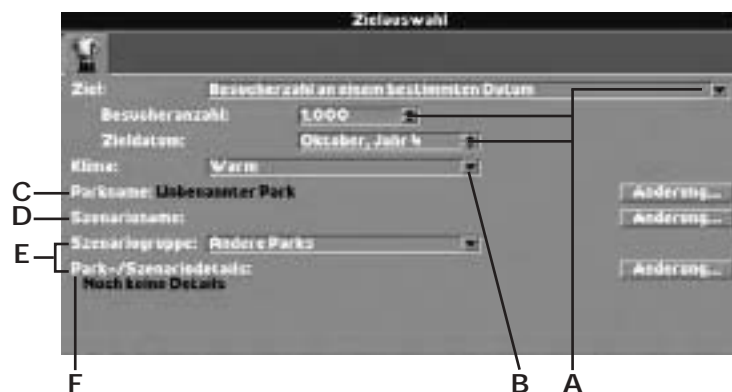 Zielauswahl
Ziel: Besucherzahl an einem bestimmten Datum
Besucheranzahl: 1.000
Zieldatum: Oktober, Jahr 4
Klima: Warm
C Parkname: Unbenannter Park Änderung...
D Szenarioname: Änderung...
E Szenariogruppe: Andere Parks
Park-/Szenariodetails: Änderung...
Noch keine Details
F B A